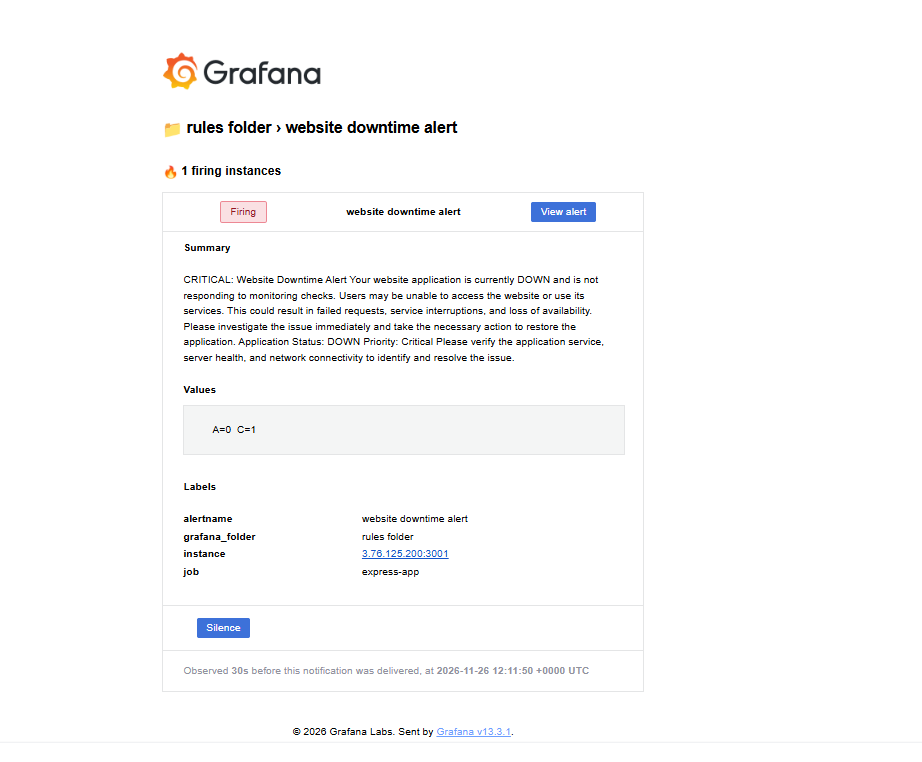 Grafana
rules folder › website downtime alert
1 firing instances
Firing
website downtime alert
View alert
Summary
CRITICAL: Website Downtime Alert Your website application is currently DOWN and is not
responding to monitoring checks. Users may be unable to access the website or use its
services. This could result in failed requests, service interruptions, and loss of availability.
Please investigate the issue immediately and take the necessary action to restore the
application. Application Status: DOWN Priority: Critical Please verify the application service,
server health, and network connectivity to identify and resolve the issue.
Values
A=0 C=1
Labels
alertname website downtime alert
grafana_folder rules folder
instance 3.76.125.200:3001
job express-app
Silence
Observed 30s before this notification was delivered, at 2026-11-26 12:11:50 +0000 UTC
© 2026 Grafana Labs. Sent by Grafana v13.3.1.